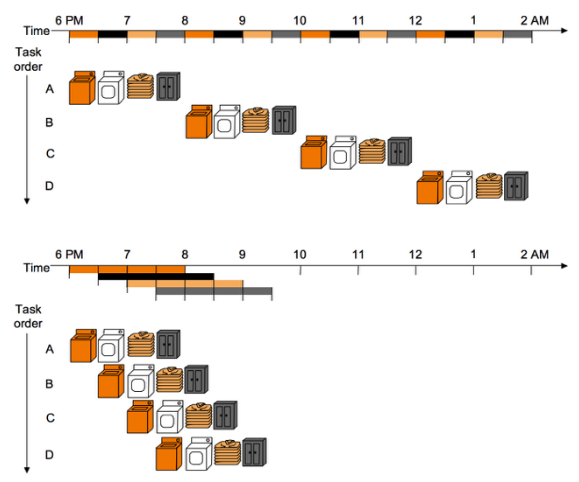 6 PM 7 8 9 10 11 12 1 2 AM
Time
Task
order
A
B
C
D
6 PM 7 8 9 10 11 12 1 2 AM
Time
Task
order
A
B
C
D